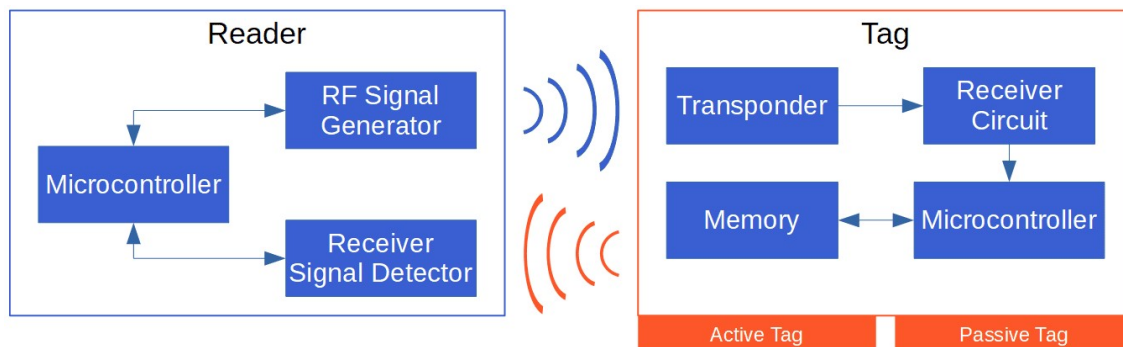 Reader
RF Signal
Generator
Microcontroller
Receiver
Signal Detector
Tag
Transponder
Receiver
Circuit
Memory
Microcontroller
Active Tag
Passive Tag